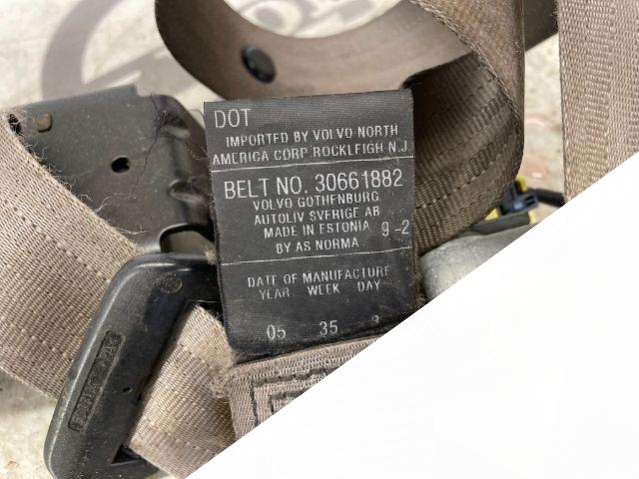 DOT
IMPORTED BY VOLVO NORTH
AMERICA CORP. ROCKLEIGH N.J
BELT NO. 30661882
VOLVO GOTHENBURG
AUTOLIV SVERIGE AB
MADE IN ESTONIA 9-2
BY AS NORMA
DATE OF MANUFACTURE
YEAR WEEK DAY
05 35